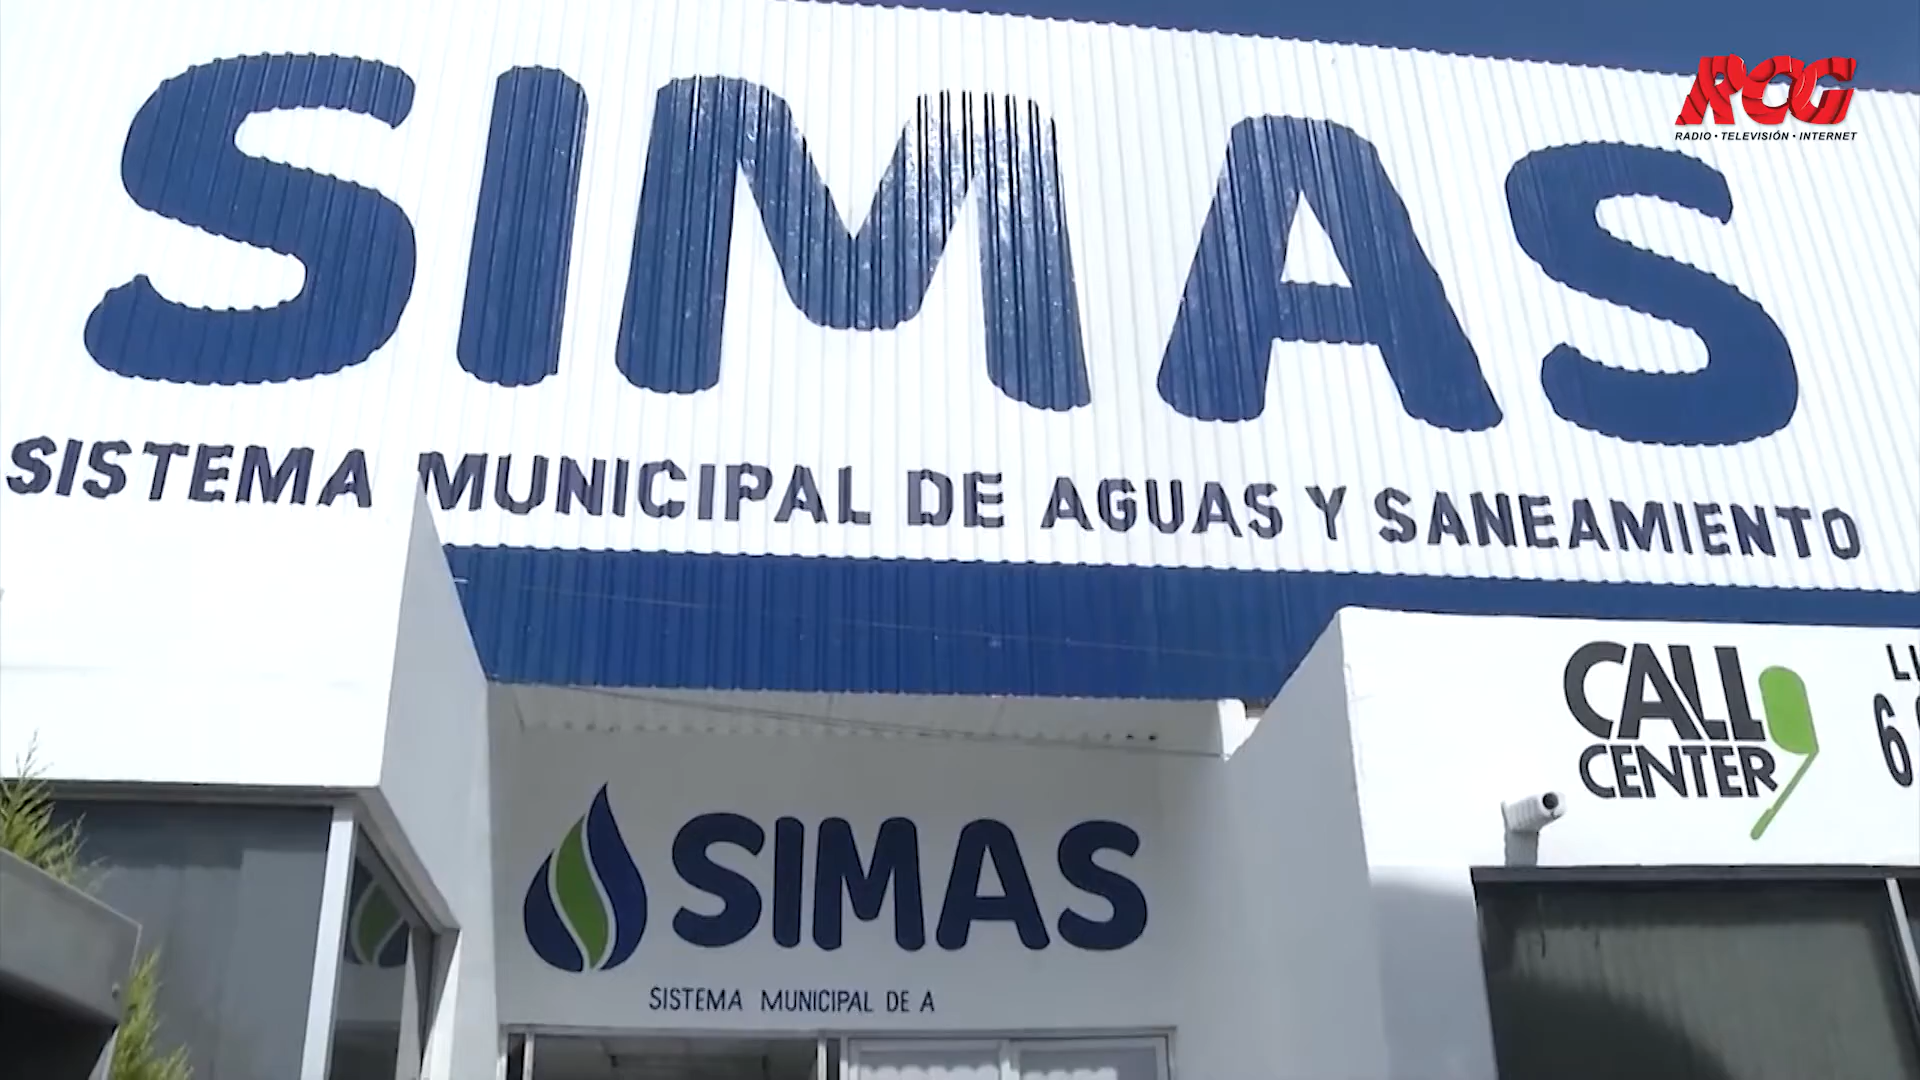 RCG
RADIO • TELEVISIÓN • INTERNET
SIMAS
SISTEMA MUNICIPAL DE AGUAS Y SANEAMIENTO
CALL
CENTER
SIMAS
SISTEMA MUNICIPAL DE A